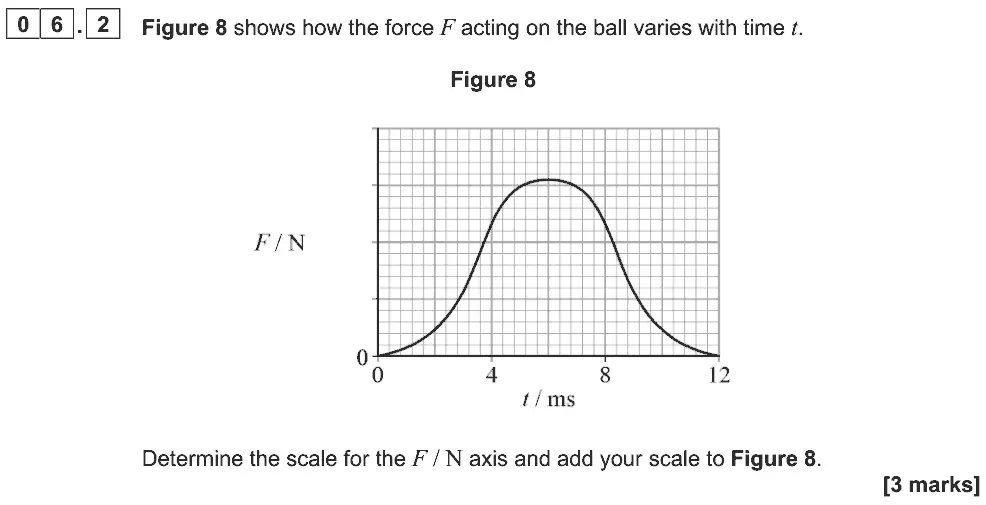 0 6 . 2 Figure 8 shows how the force F acting on the ball varies with time t.
Figure 8
F / N
0
0 4 8 12
t / ms
Determine the scale for the F / N axis and add your scale to Figure 8.
[3 marks]